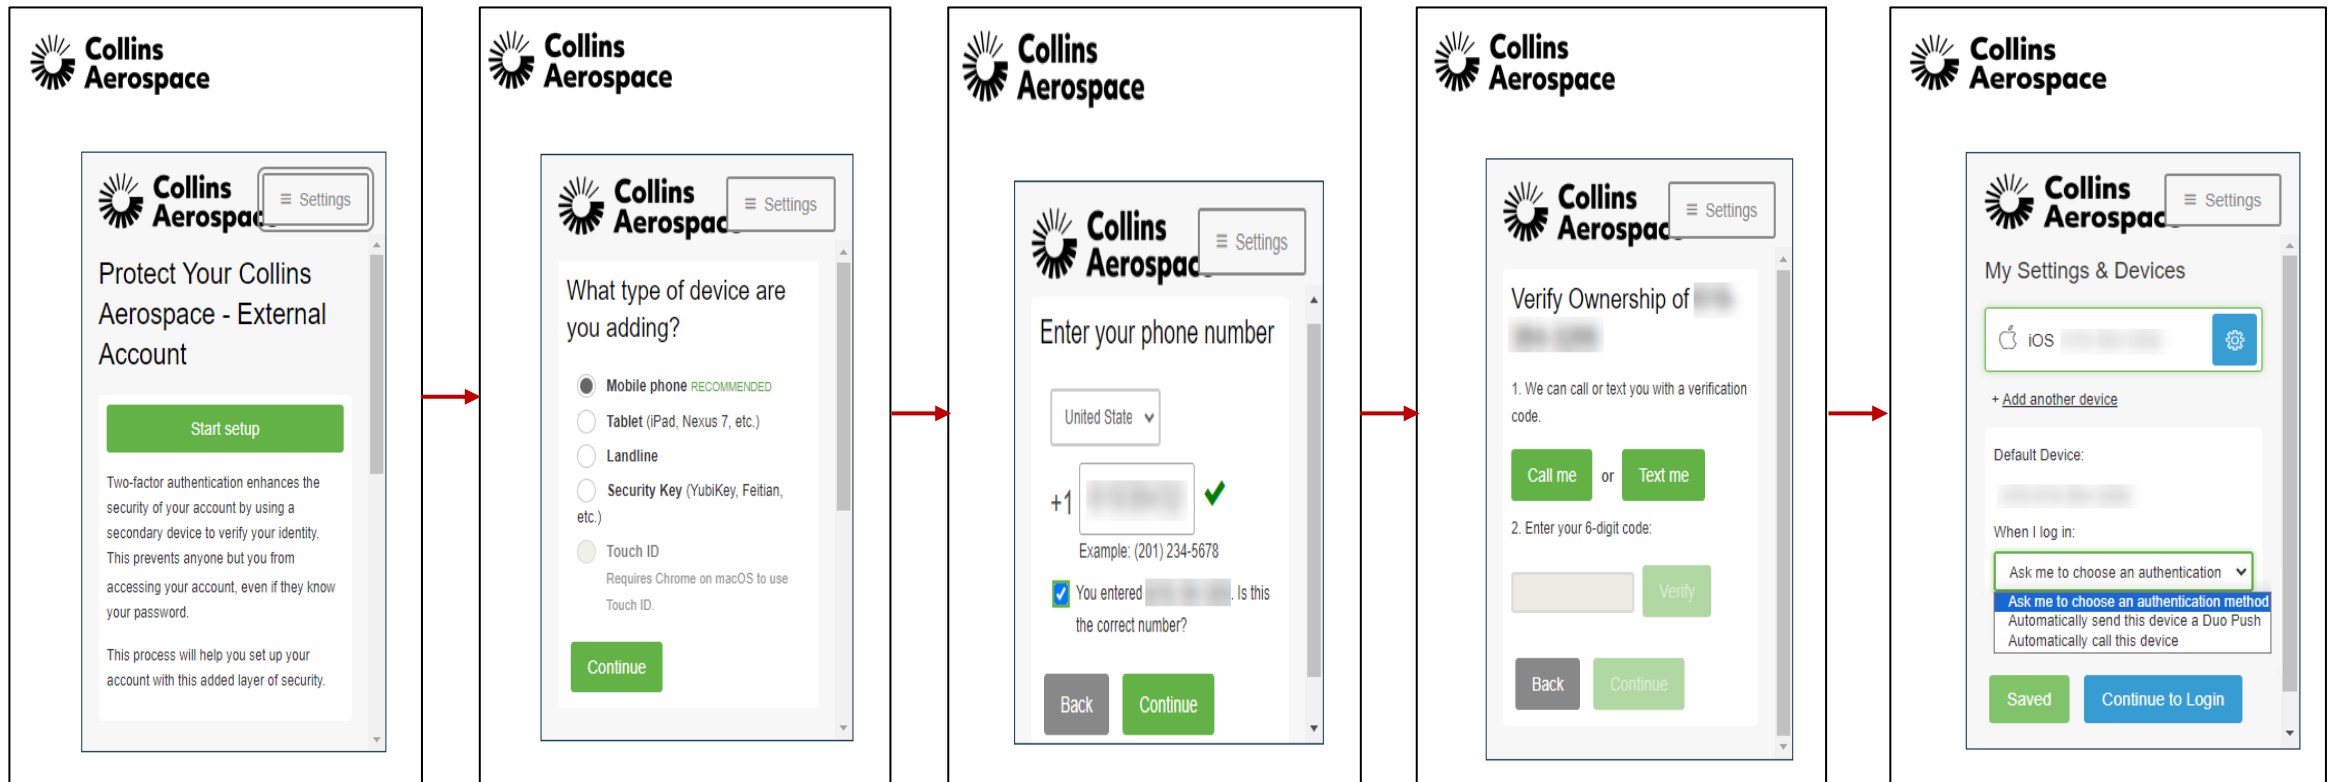 Collins
Aerospace
Collins
Aerospac
≡ Settings
Protect Your Collins
Aerospace - External
Account
Start setup
Two-factor authentication enhances the
security of your account by using a
secondary device to verify your identity.
This prevents anyone but you from
accessing your account, even if they know
your password.
This process will help you set up your
account with this added layer of security.
Collins
Aerospace
Collins
Aerospac
≡ Settings
What type of device are
you adding?
Mobile phone RECOMMENDED
Tablet (iPad, Nexus 7, etc.)
Landline
Security Key (YubiKey, Feitian,
etc.)
Touch ID
Requires Chrome on macOS to use
Touch ID.
Continue
Collins
Aerospace
Collins
Aerospac
≡ Settings
Enter your phone number
United State
+1
Example: (201) 234-5678
You entered . Is this
the correct number?
Back
Continue
Collins
Aerospace
Collins
Aerospac
≡ Settings
Verify Ownership of
1. We can call or text you with a verification
code.
Call me or Text me
2. Enter your 6-digit code:
Verify
Back
Continue
Collins
Aerospace
Collins
Aerospac
≡ Settings
My Settings & Devices
iOS
+ Add another device
Default Device:
When I log in:
Ask me to choose an authentication
Ask me to choose an authentication method
Automatically send this device a Duo Push
Automatically call this device
Saved
Continue to Login